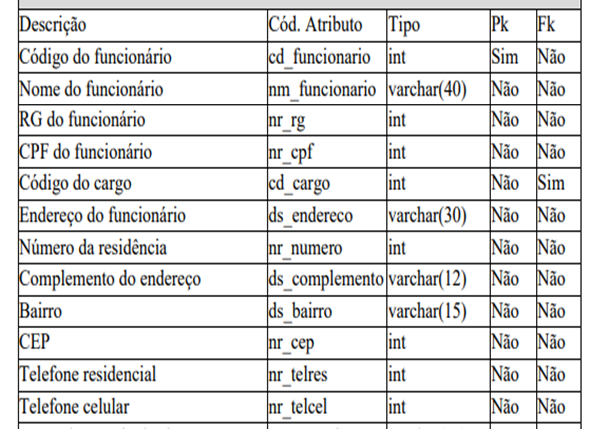 Descrição Cód. Atributo Tipo Pk Fk
Código do funcionário cd_funcionario int Sim Não
Nome do funcionário nm_funcionario varchar(40) Não Não
RG do funcionário nr_rg int Não Não
CPF do funcionário nr_cpf int Não Não
Código do cargo cd_cargo int Não Sim
Endereço do funcionário ds_endereco varchar(30) Não Não
Número da residência nr_numero int Não Não
Complemento do endereço ds_complemento varchar(12) Não Não
Bairro ds_bairro varchar(15) Não Não
CEP nr_cep int Não Não
Telefone residencial nr_telres int Não Não
Telefone celular nr_telcel int Não Não